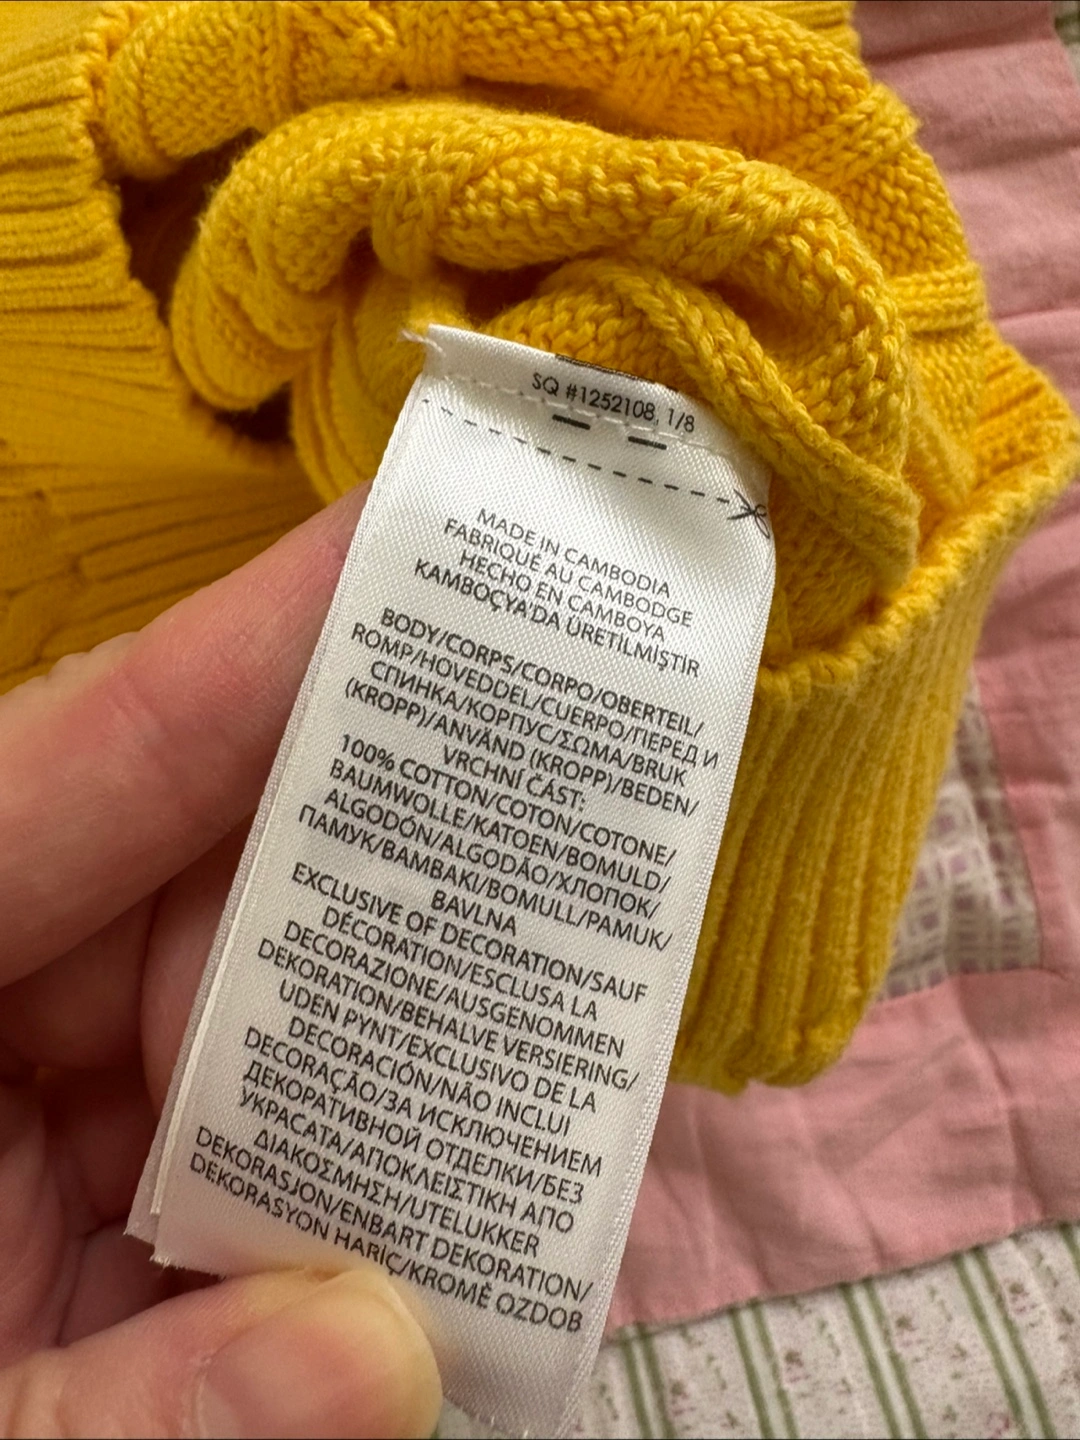 SQ #1252108, 1/8
MADE IN CAMBODIA
FABRIQUÉ AU CAMBODGE
HECHO EN CAMBOYA
KAMBOÇYA'DA ÜRETILMIŞTIR
BODY/CORPS/CORPO/OBERTEIL/
ROMP/HOVEDDEL/CUERPO/ПЕРЕД И
СПИНКА/КОРПУС/ΣΩΜΑ/BRUK
(KROPP)/ANVÄND (KROPP)/BEDEN/
VRCHNÍ ČÁST:
100% COTTON/COTON/COTONE/
BAUMWOLLE/KATOEN/BOMULD/
ALGODÓN/ALGODÃO/ХЛОПОК/
ПАМУК/ΒΑΜΒΑΚΙ/BOMULL/PAMUK/
BAVLNA
EXCLUSIVE OF DECORATION/SAUF
DÉCORATION/ESCLUSA LA
DECORAZIONE/AUSGENOMMEN
DEKORATION/BEHALVE VERSIERING/
UDEN PYNT/EXCLUSIVO DE LA
DECORACIÓN/NÃO INCLUI
DECORAÇÃO/ЗА ИСКЛЮЧЕНИЕМ
ДЕКОРАТИВНОЙ ОТДЕЛКИ/БЕЗ
УКРАСАТА/ΑΠΟΚΛΕΙΣΤΙΚΗ ΑΠΟ
ΔΙΑΚΟΣΜΗΣΗ/UTELUKKER
DEKORASJON/ENBART DEKORATION/
DEKORASYON HARİÇ/KROMĚ OZDOB